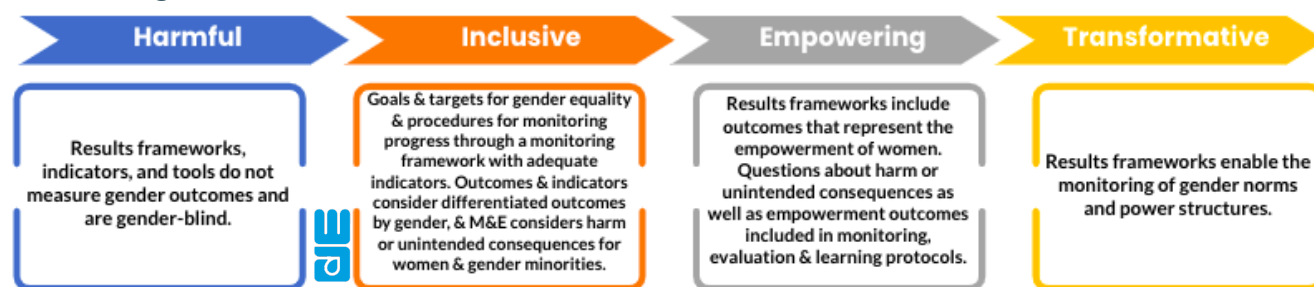 Harmful
Inclusive
Empowering
Transformative
Results frameworks,
indicators, and tools do not
measure gender outcomes and
are gender-blind.
Goals & targets for gender equality
& procedures for monitoring
progress through a monitoring
framework with adequate
indicators. Outcomes & indicators
consider differentiated outcomes
by gender, & M&E considers harm
or unintended consequences for
women & gender minorities.
Results frameworks include
outcomes that represent the
empowerment of women.
Questions about harm or
unintended consequences as
well as empowerment outcomes
included in monitoring,
evaluation & learning protocols.
Results frameworks enable the
monitoring of gender norms
and power structures.